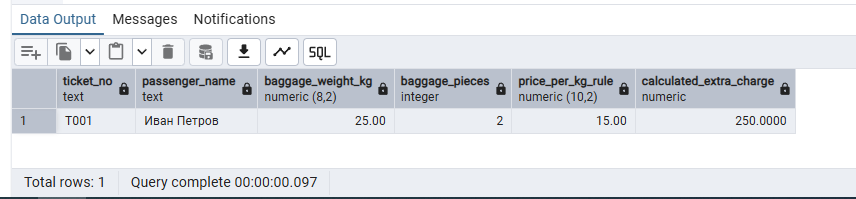 Data Output Messages Notifications
SQL
ticket_no passenger_name baggage_weight_kg baggage_pieces price_per_kg_rule calculated_extra_charge
text text numeric (8,2) integer numeric (10,2) numeric
1 T001 Иван Петров 25.00 2 15.00 250.0000
Total rows: 1 Query complete 00:00:00.097